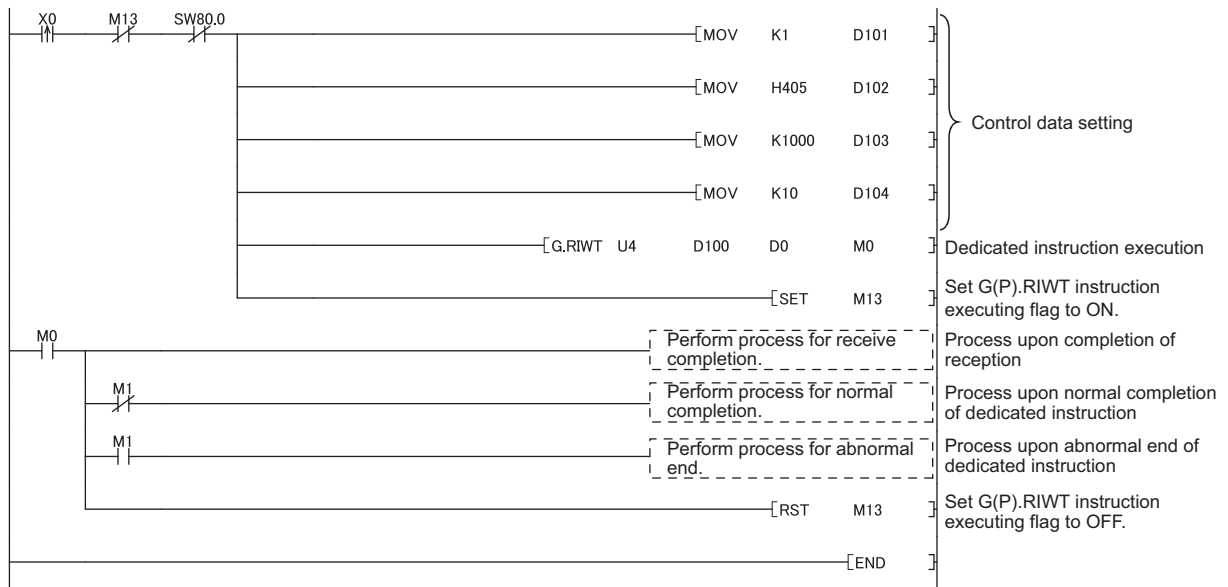 X0 M13 SW80.0
[MOV K1 D101 ]
[MOV H405 D102 ]
[MOV K1000 D103 ]
[MOV K10 D104 ]
Control data setting
[G.RIWT U4 D100 D0 M0 ]
Dedicated instruction execution
[SET M13 ]
Set G(P).RIWT instruction
executing flag to ON.
M0
Perform process for receive
completion.
Process upon completion of
reception
M1
Perform process for normal
completion.
Process upon normal completion
of dedicated instruction
M1
Perform process for abnormal
end.
Process upon abnormal end of
dedicated instruction
[RST M13 ]
Set G(P).RIWT instruction
executing flag to OFF.
[END ]